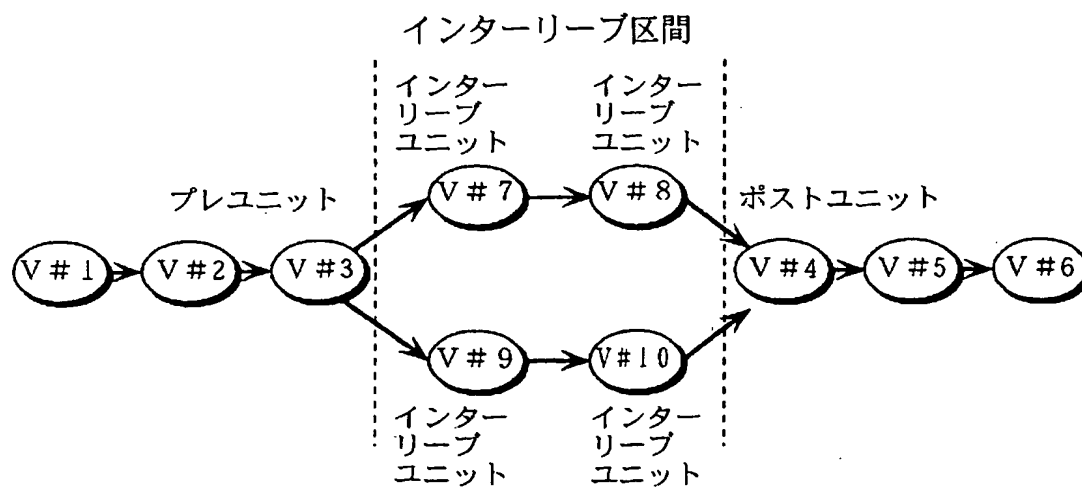 インターリーブ区間
インター
リーブ
ユニット
インター
リーブ
ユニット
プレユニット
V#7
V#8
ポストユニット
V#1
V#2
V#3
V#4
V#5
V#6
V#9
V#10
インター
リーブ
ユニット
インター
リーブ
ユニット